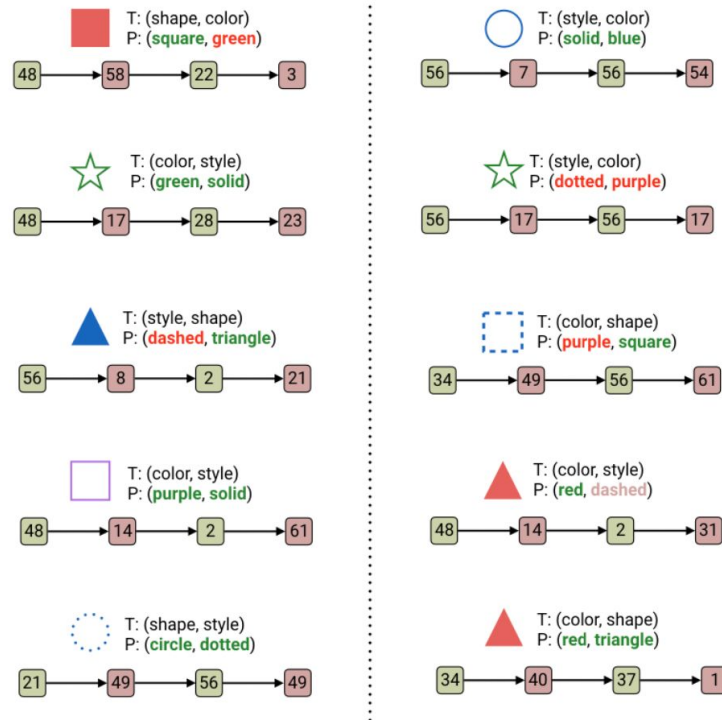 T: (shape, color)
P: (square, green)
48 58 22 3
T: (color, style)
P: (green, solid)
48 17 28 23
T: (style, shape)
P: (dashed, triangle)
56 8 2 21
T: (color, style)
P: (purple, solid)
48 14 2 61
T: (shape, style)
P: (circle, dotted)
21 49 56 49
T: (style, color)
P: (solid, blue)
56 7 56 54
T: (style, color)
P: (dotted, purple)
56 17 56 17
T: (color, shape)
P: (purple, square)
34 49 56 61
T: (color, style)
P: (red, dashed)
48 14 2 31
T: (color, shape)
P: (red, triangle)
34 40 37 1